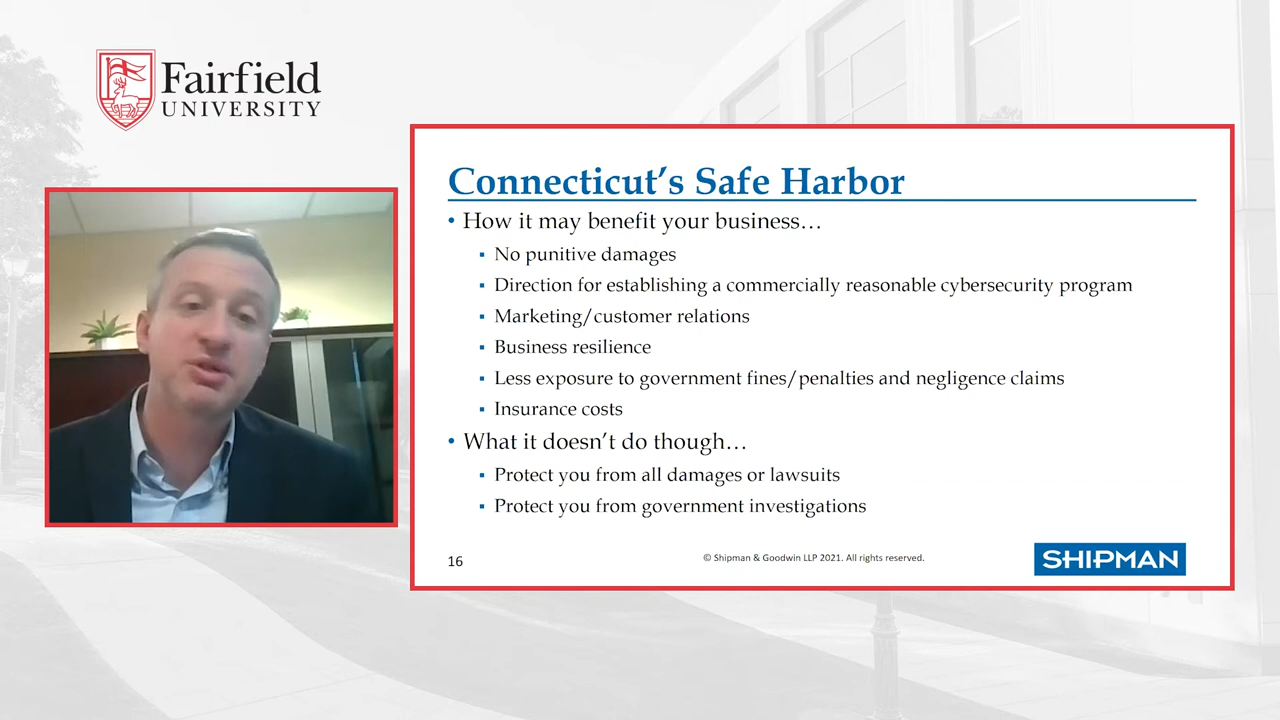 Fairfield
UNIVERSITY
Connecticut’s Safe Harbor
• How it may benefit your business…
▪ No punitive damages
▪ Direction for establishing a commercially reasonable cybersecurity program
▪ Marketing/customer relations
▪ Business resilience
▪ Less exposure to government fines/penalties and negligence claims
▪ Insurance costs
• What it doesn’t do though…
▪ Protect you from all damages or lawsuits
▪ Protect you from government investigations
16
© Shipman & Goodwin LLP 2021. All rights reserved.
SHIPMAN